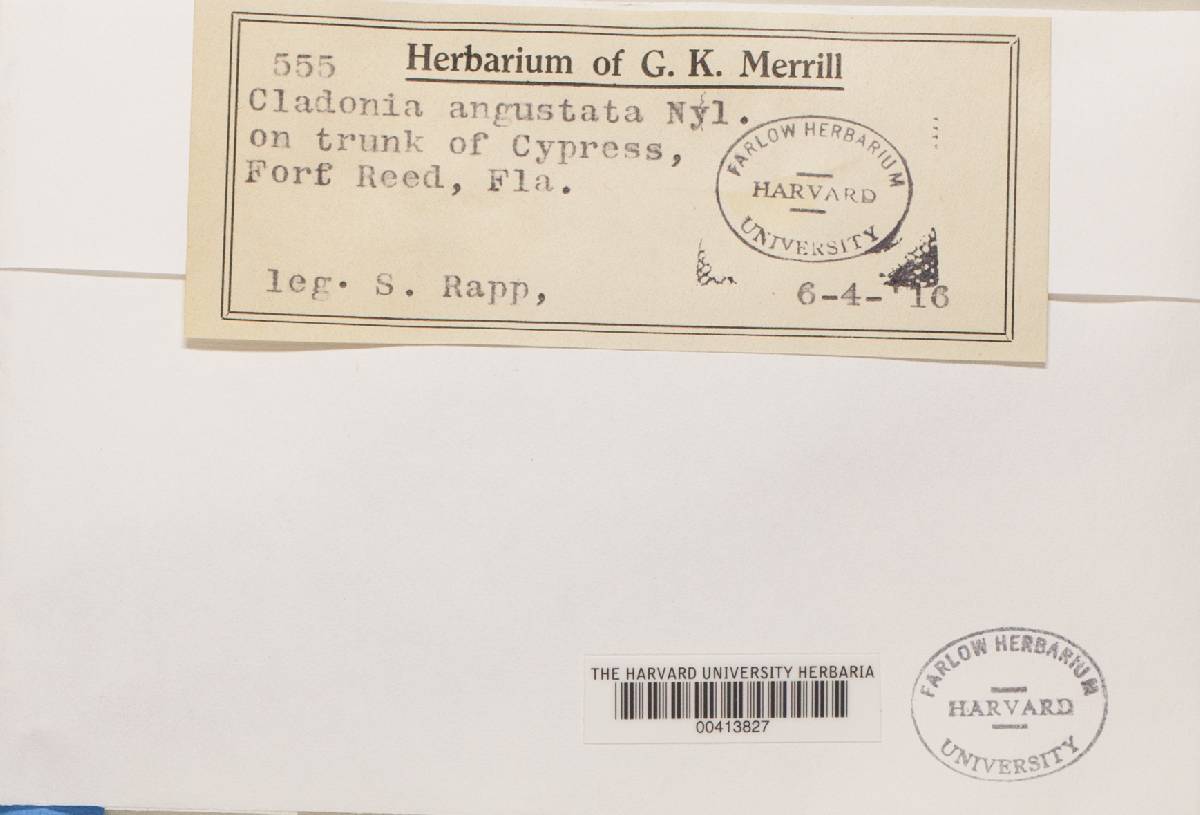 555 Herbarium of G. K. Merrill
Cladonia angustata Nyl.
on trunk of Cypress,
Fort Reed, Fla.
FARLOW HERBARIUM
HARVARD
UNIVERSITY
leg. S. Rapp, 6-4-'16
THE HARVARD UNIVERSITY HERBARIA
00413827
FARLOW HERBARIUM
HARVARD
UNIVERSITY